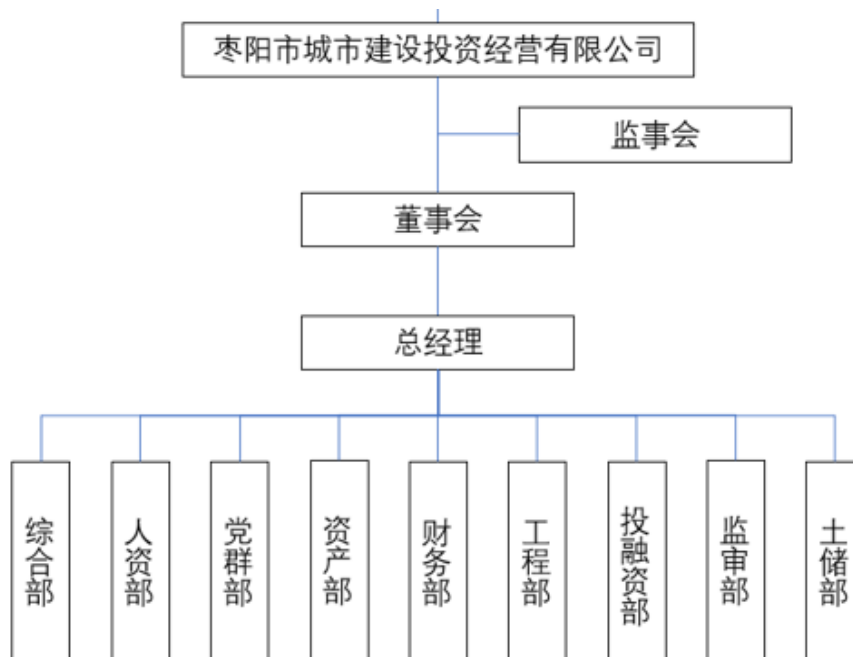 枣阳市城市建设投资经营有限公司
监事会
董事会
总经理
综合部
人资部
党群部
资产部
财务部
工程部
投融资部
监审部
土储部